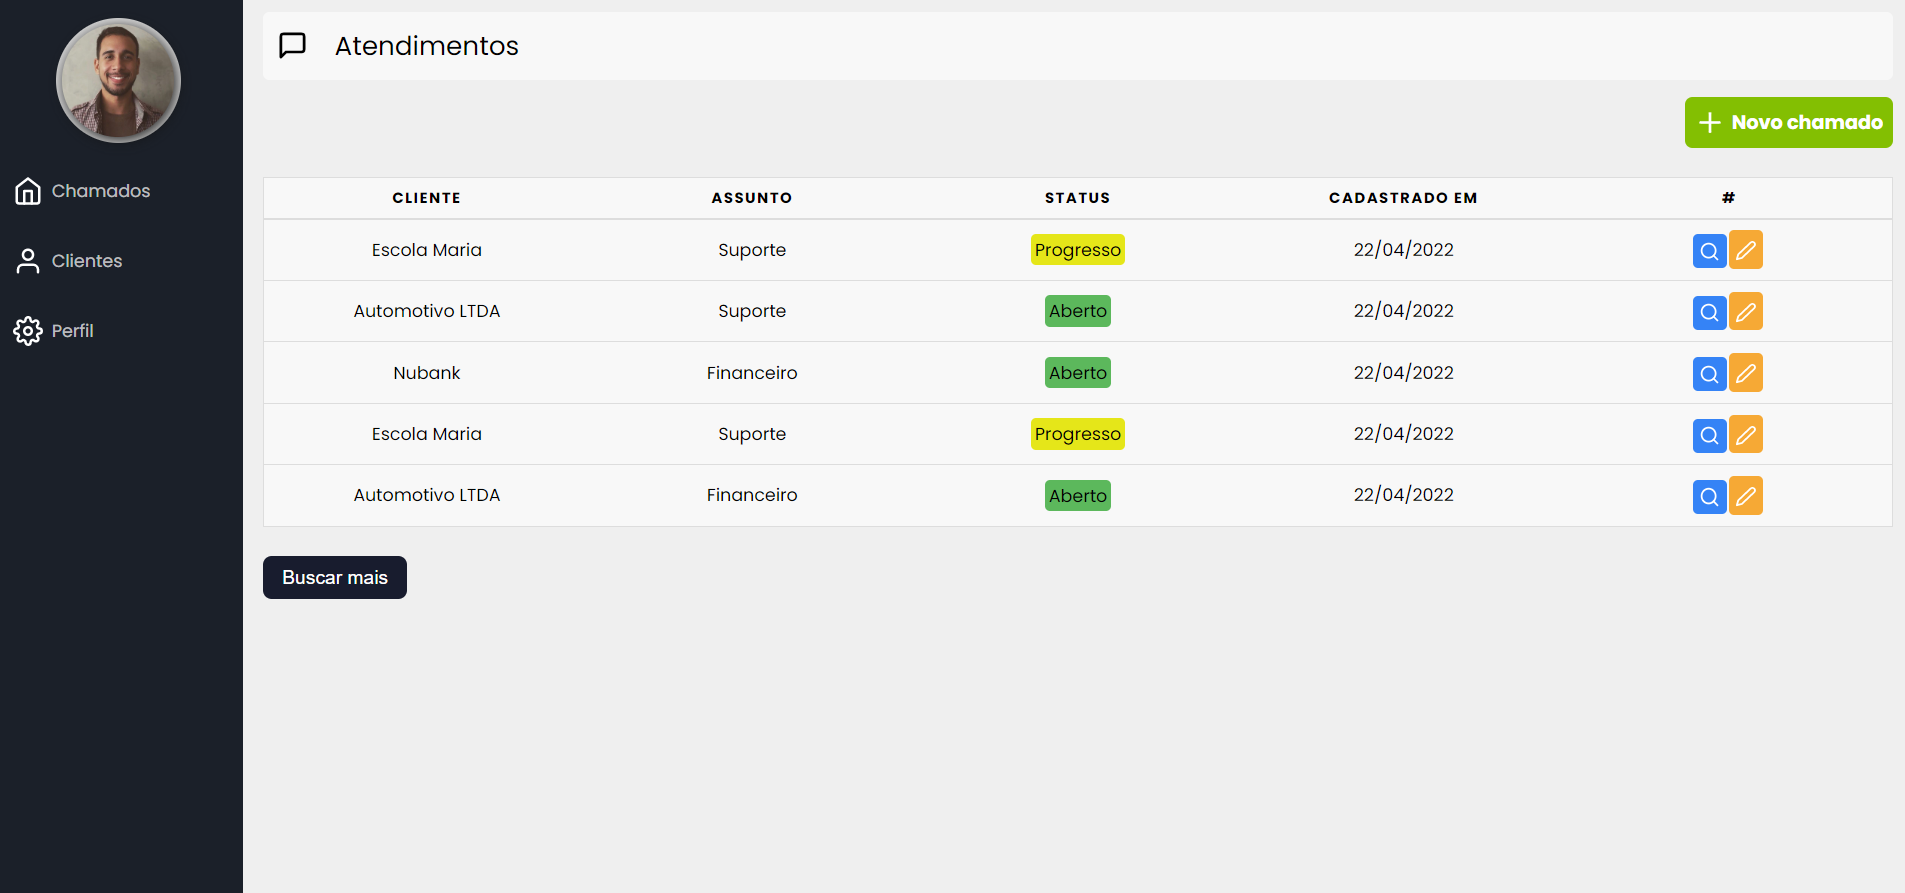 Atendimentos
Novo chamado
Chamados
Clientes
Perfil
CLIENTE ASSUNTO STATUS CADASTRADO EM #
Escola Maria Suporte Progresso 22/04/2022
Automotivo LTDA Suporte Aberto 22/04/2022
Nubank Financeiro Aberto 22/04/2022
Escola Maria Suporte Progresso 22/04/2022
Automotivo LTDA Financeiro Aberto 22/04/2022
Buscar mais